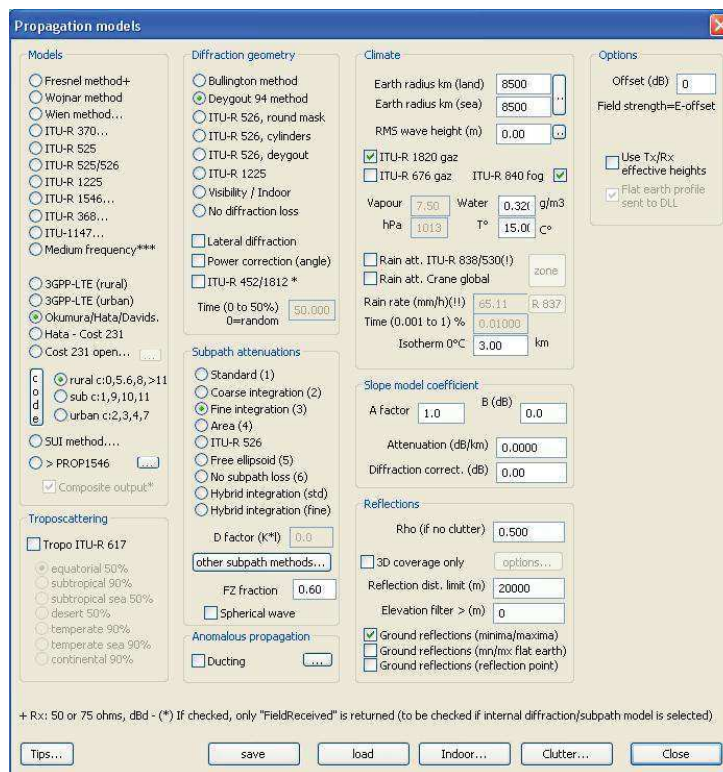 Propagation models
Models
Fresnel method+
Wojnar method
Wien method...
ITU-R 370...
ITU-R 525
ITU-R 525/526
ITU-R 1225
ITU-R 1546...
ITU-R 368...
ITU-1147...
Medium frequency***
3GPP-LTE (rural)
3GPP-LTE (urban)
Okumura/Hata/Davids.
Hata - Cost 231
Cost 231 open... ...
code
rural c:0,5.6,8,>11
sub c:1,9,10,11
urban c:2,3,4,7
SUI method....
> PROP1546 ...
Composite output*
Troposcattering
Tropo ITU-R 617
equatorial 50%
subtropical 90%
subtropical sea 50%
desert 50%
temperate 90%
temperate sea 90%
continental 90%
Diffraction geometry
Bullington method
Deygout 94 method
ITU-R 526, round mask
ITU-R 526, cylinders
ITU-R 526, deygout
ITU-R 1225
Visibility / Indoor
No diffraction loss
Lateral diffraction
Power correction (angle)
ITU-R 452/1812 *
Time (0 to 50%) 50.000
0=random
Subpath attenuations
Standard (1)
Coarse integration (2)
Fine integration (3)
Area (4)
ITU-R 526
Free ellipsoid (5)
No subpath loss (6)
Hybrid integration (std)
Hybrid integration (fine)
D factor (K*l) 0.0
other subpath methods...
FZ fraction 0.60
Spherical wave
Anomalous propagation
Ducting ...
Climate
Earth radius km (land) 8500
Earth radius km (sea) 8500
..
RMS wave height (m) 0.00 ..
ITU-R 1820 gaz
ITU-R 676 gaz ITU-R 840 fog
Vapour 7.50 Water 0.32( g/m3
hPa 1013 T° 15.0( C°
Rain att. ITU-R 838/530(!)
Rain att. Crane global
zone
Rain rate (mm/h)(!!) 65.11 R 837
Time (0.001 to 1) % 0.01000
Isotherm 0°C 3.00 km
Slope model coefficient
A factor 1.0 B (dB) 0.0
Attenuation (dB/km) 0.0000
Diffraction correct. (dB) 0.00
Reflections
Rho (if no clutter) 0.500
3D coverage only options...
Reflection dist. limit (m) 20000
Elevation filter > (m) 0
Ground reflections (minima/maxima)
Ground reflections (mn/mx flat earth)
Ground reflections (reflection point)
Options
Offset (dB) 0
Field strength=E-offset
Use Tx/Rx
effective heights
Flat earth profile
sent to DLL
+ Rx: 50 or 75 ohms, dBd - (*) If checked, only "FieldReceived" is returned (to be checked if internal diffraction/subpath model is selected)
Tips... save load Indoor... Clutter... Close